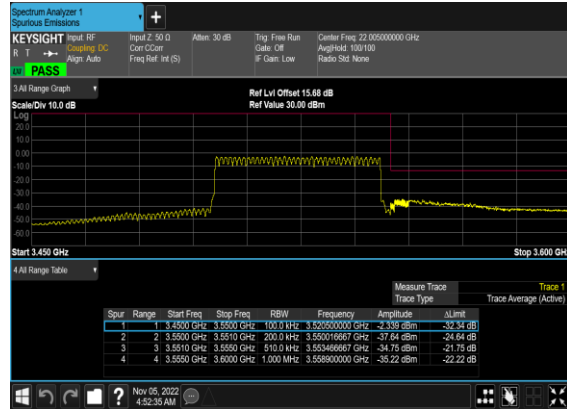 Spectrum Analyzer 1
Spurious Emissions
KEYSIGHT Input: RF Input Z: 50 Ω Atten: 30 dB Trig: Free Run Center Freq: 22.005000000 GHz
R T Coupling: DC Corr CCorr Gate: Off Avg|Hold: 100/100
Align: Auto Freq Ref: Int (S) IF Gain: Low Radio Std: None
PASS
3 All Range Graph
Ref Lvl Offset 15.68 dB
Scale/Div 10.0 dB Ref Value 30.00 dBm
Log
20.0
10.0
0.00
-10.0
-20.0
-30.0
-40.0
-50.0
-60.0
Start 3.450 GHz Stop 3.600 GH
4 All Range Table
Measure Trace Trace 1
Trace Type Trace Average (Active)
Spur Range Start Freq Stop Freq RBW Frequency Amplitude ΔLimit
1 1 3.4500 GHz 3.5500 GHz 100.0 kHz 3.520500000 GHz -2.339 dBm -32.34 dB
2 2 3.5500 GHz 3.5510 GHz 200.0 kHz 3.550016667 GHz -37.64 dBm -24.64 dB
3 3 3.5510 GHz 3.5550 GHz 510.0 kHz 3.553466667 GHz -34.75 dBm -21.75 dB
4 4 3.5550 GHz 3.6000 GHz 1.000 MHz 3.558900000 GHz -35.22 dBm -22.22 dB
? Nov 05, 2022
4:52:35 AM